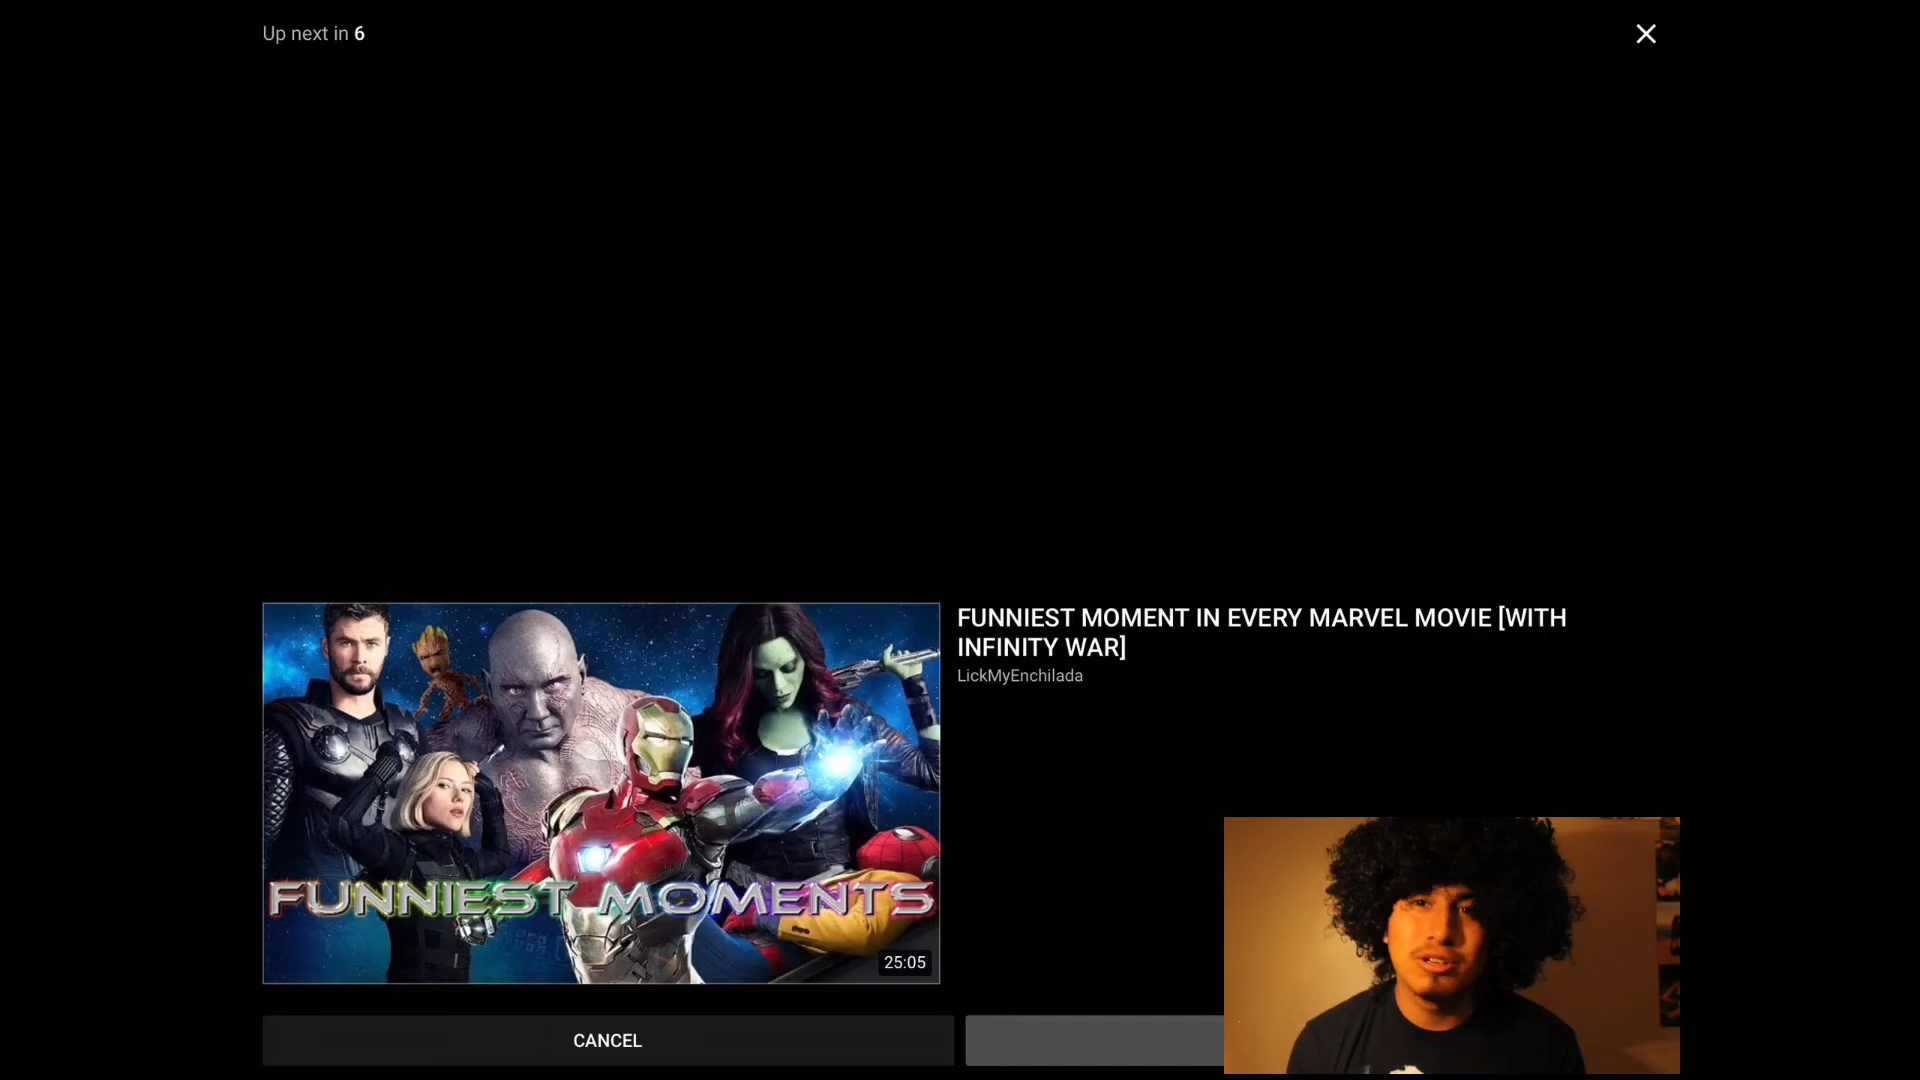 Up next in 6
FUNNIEST MOMENT IN EVERY MARVEL MOVIE [WITH
INFINITY WAR]
LickMyEnchilada
FUNNIEST MOMENTS
25:05
CANCEL